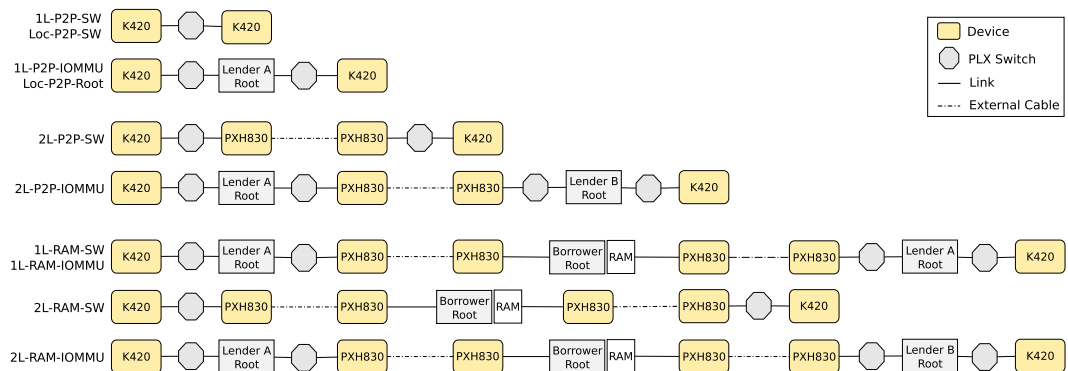 1L-P2P-SW
Loc-P2P-SW
K420 K420
1L-P2P-IOMMU
Loc-P2P-Root
K420 Lender A Root K420
2L-P2P-SW K420 PXH830 PXH830 K420
2L-P2P-IOMMU K420 Lender A Root PXH830 PXH830 Lender B Root K420
1L-RAM-SW
1L-RAM-IOMMU
K420 Lender A Root PXH830 PXH830 Borrower Root RAM PXH830 PXH830 Lender A Root K420
2L-RAM-SW K420 PXH830 PXH830 Borrower Root RAM PXH830 PXH830 K420
2L-RAM-IOMMU K420 Lender A Root PXH830 PXH830 Borrower Root RAM PXH830 PXH830 Lender B Root K420
Device
PLX Switch
Link
External Cable